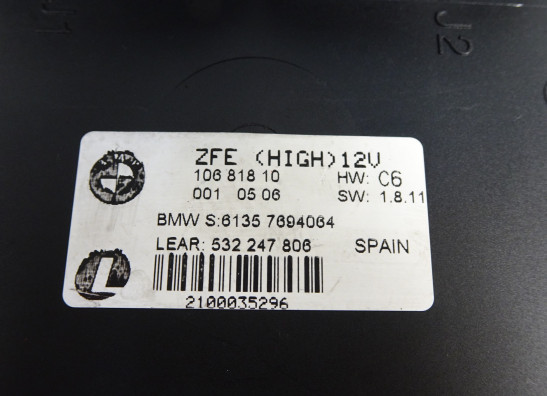 J2
ZFE (HIGH) 12V
106 818 10 HW: C6
001 05 06 SW: 1.8.11
BMW S:6135 7694064
LEAR: 532 247 806 SPAIN
2100035296